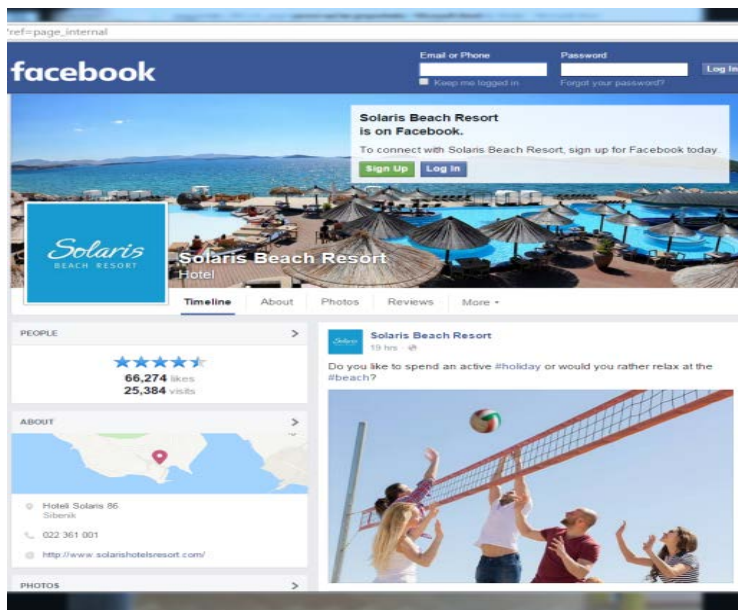 ?ref=page_internal
facebook
Email or Phone
Password
Log In
Keep me logged in
Forgot your password?
Solaris Beach Resort
is on Facebook.
To connect with Solaris Beach Resort, sign up for Facebook today.
Sign Up
Log In
Solaris
BEACH RESORT
Solaris Beach Resort
Hotel
Timeline
About
Photos
Reviews
More
PEOPLE
66,274 likes
25,384 visits
ABOUT
Hoteli Solaris 86.
Sibenik
022 361 001
http://www.solarishotelsresort.com/
PHOTOS
Solaris
Solaris Beach Resort
19 hrs
Do you like to spend an active #holiday or would you rather relax at the
#beach?